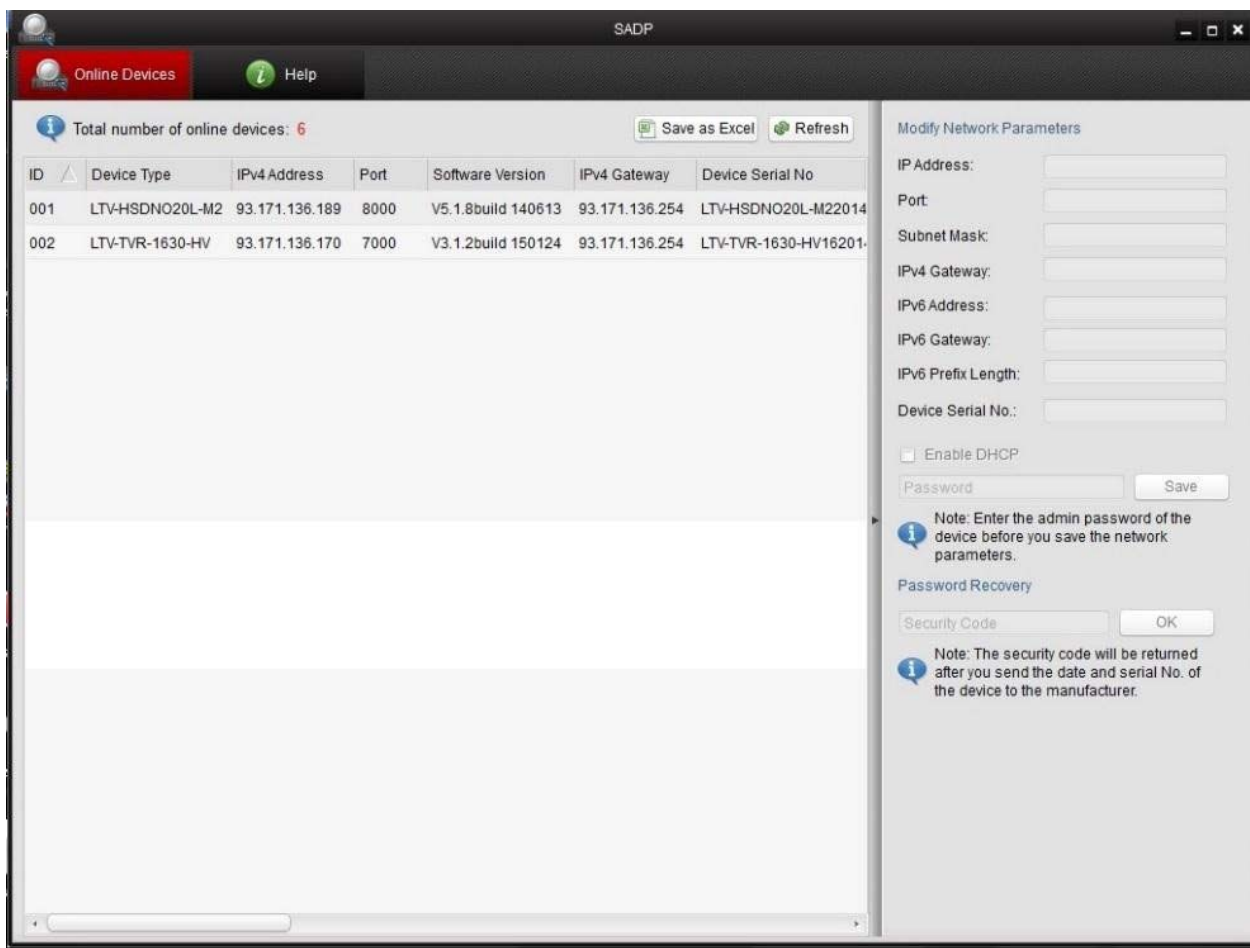 SADP
Online Devices Help
Total number of online devices: 6 Save as Excel Refresh
ID Device Type IPv4 Address Port Software Version IPv4 Gateway Device Serial No
001 LTV-HSDNO20L-M2 93.171.136.189 8000 V5.1.8build 140613 93.171.136.254 LTV-HSDNO20L-M22014
002 LTV-TVR-1630-HV 93.171.136.170 7000 V3.1.2build 150124 93.171.136.254 LTV-TVR-1630-HV16201
Modify Network Parameters
IP Address:
Port:
Subnet Mask:
IPv4 Gateway:
IPv6 Address:
IPv6 Gateway:
IPv6 Prefix Length:
Device Serial No.:
Enable DHCP
Password Save
Note: Enter the admin password of the
device before you save the network
parameters.
Password Recovery
Security Code OK
Note: The security code will be returned
after you send the date and serial No. of
the device to the manufacturer.